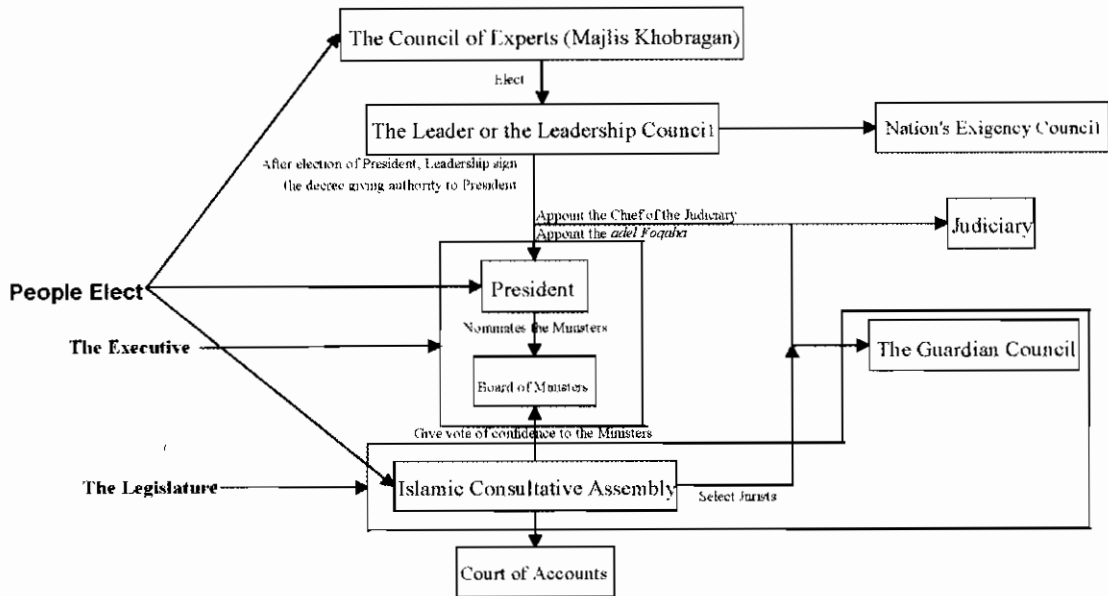 The Council of Experts (Majlis Khobragan)
Elect
The Leader or the Leadership Council
Nation's Exigency Council
After election of President, Leadership sign
the decree giving authority to President
Appoint the Chief of the Judiciary
Judiciary
Appoint the adel Foqaha
People Elect
President
Nominates the Ministers
The Executive
The Guardian Council
Board of Ministers
Give vote of confidence to the Ministers
The Legislature
Islamic Consultative Assembly
Select Jurists
Court of Accounts